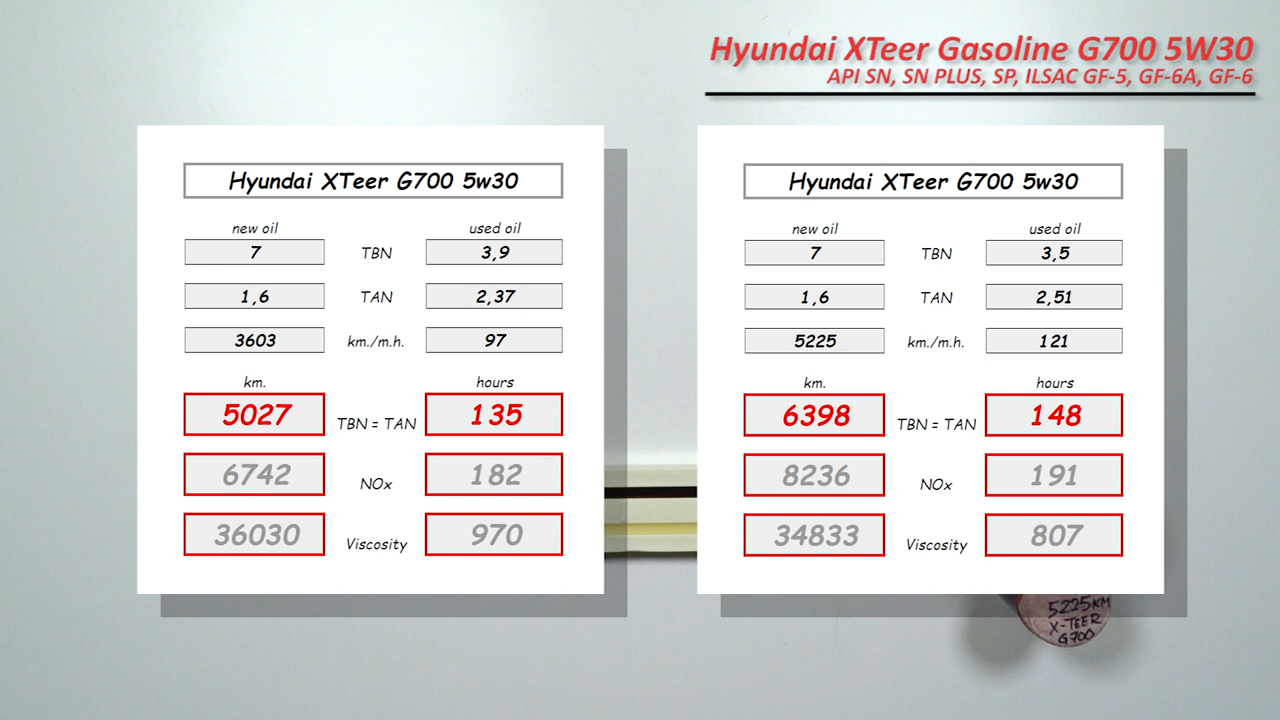 Hyundai XTeer Gasoline G700 5W30
API SN, SN PLUS, SP, ILSAC GF-5, GF-6A, GF-6
Hyundai XTeer G700 5w30
new oil used oil
7 TBN 3,9
1,6 TAN 2,37
3603 km./m.h. 97
km. hours
5027 TBN = TAN 135
6742 NOx 182
36030 Viscosity 970
Hyundai XTeer G700 5w30
new oil used oil
7 TBN 3,5
1,6 TAN 2,51
5225 km./m.h. 121
km. hours
6398 TBN = TAN 148
8236 NOx 191
34833 Viscosity 807
5225KM
X-TEER
G700